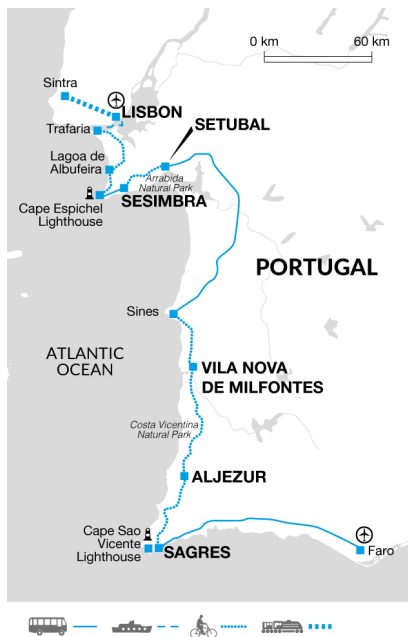 0 km 60 km
Sintra
LISBON
Trafaria
SETUBAL
Lagoa de
Albufeira
Arrabida
Natural Park
SESIMBRA
Cape Espichel
Lighthouse
PORTUGAL
Sines
ATLANTIC
OCEAN
VILA NOVA
DE MILFONTES
Costa Vicentina
Natural Park
ALJEZUR
Cape Sao
Vicente
Lighthouse
SAGRES
Faro